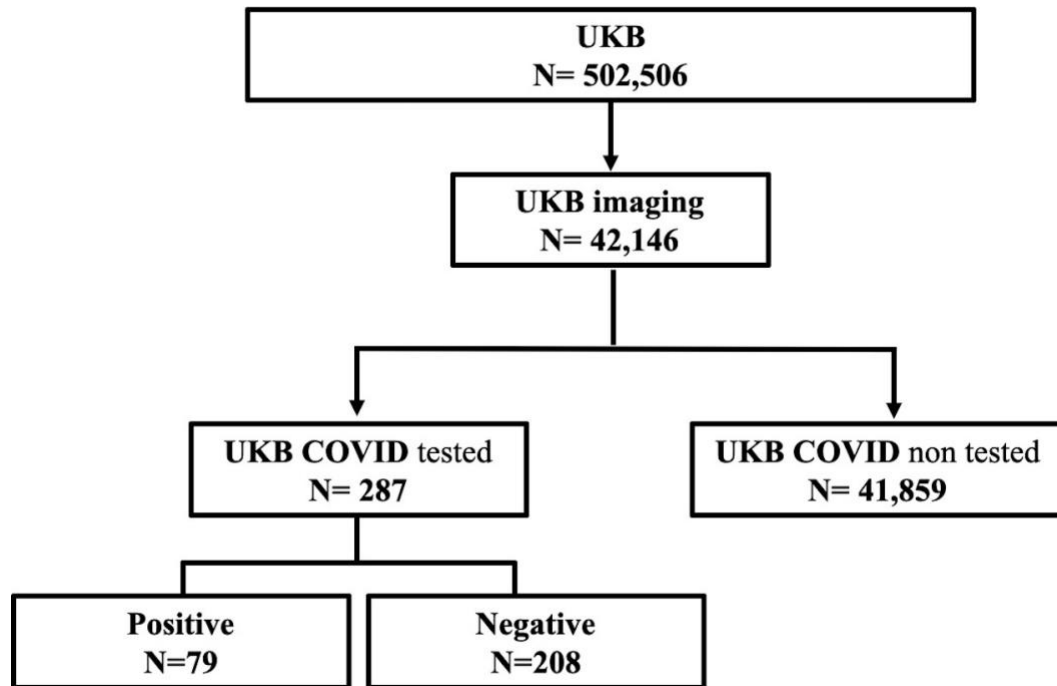 UKB
N= 502,506
UKB imaging
N= 42,146
UKB COVID tested
N= 287
UKB COVID non tested
N= 41,859
Positive
N=79
Negative
N=208